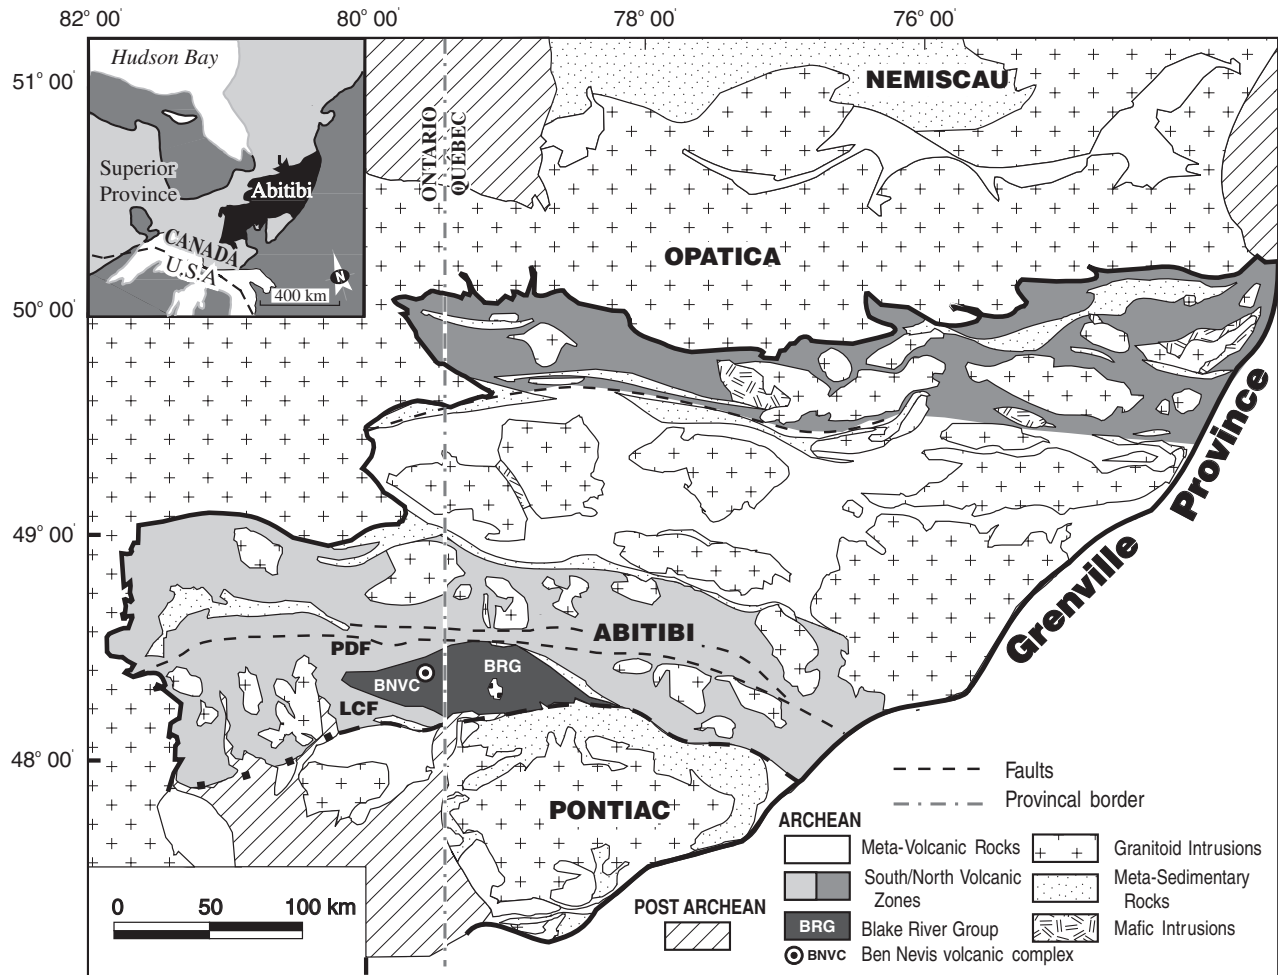 82° 00′
80° 00′
78° 00′
76° 00′
51° 00′
50° 00′
49° 00′
48° 00′
Hudson Bay
Superior
Province
Abitibi
CANADA
U.S.A
N
400 km
ONTARIO
QUÉBEC
NEMISCAU
OPATICA
ABITIBI
PDF
BNVC
BRG
LCF
PONTIAC
Grenville Province
0 50 100 km
Faults
Provincal border
ARCHEAN
Meta-Volcanic Rocks
South/North Volcanic
Zones
BRG Blake River Group
BNVC Ben Nevis volcanic complex
Granitoid Intrusions
Meta-Sedimentary
Rocks
Mafic Intrusions
POST ARCHEAN